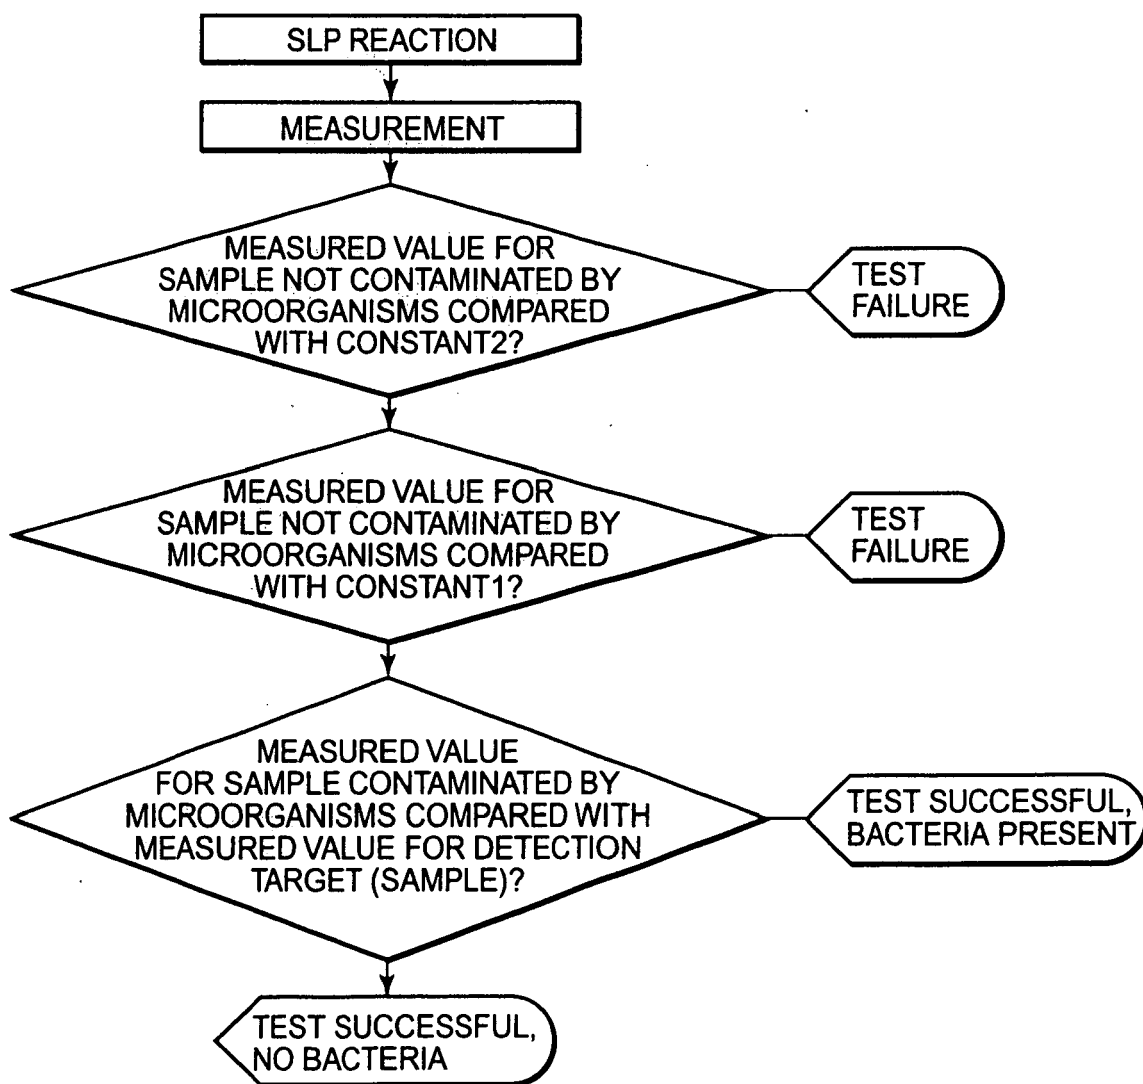 SLP REACTION
MEASUREMENT
MEASURED VALUE FOR
SAMPLE NOT CONTAMINATED BY
MICROORGANISMS COMPARED
WITH CONSTANT2?
TEST
FAILURE
MEASURED VALUE FOR
SAMPLE NOT CONTAMINATED BY
MICROORGANISMS COMPARED
WITH CONSTANT1?
TEST
FAILURE
MEASURED VALUE
FOR SAMPLE CONTAMINATED BY
MICROORGANISMS COMPARED WITH
MEASURED VALUE FOR DETECTION
TARGET (SAMPLE)?
TEST SUCCESSFUL,
BACTERIA PRESENT
TEST SUCCESSFUL,
NO BACTERIA